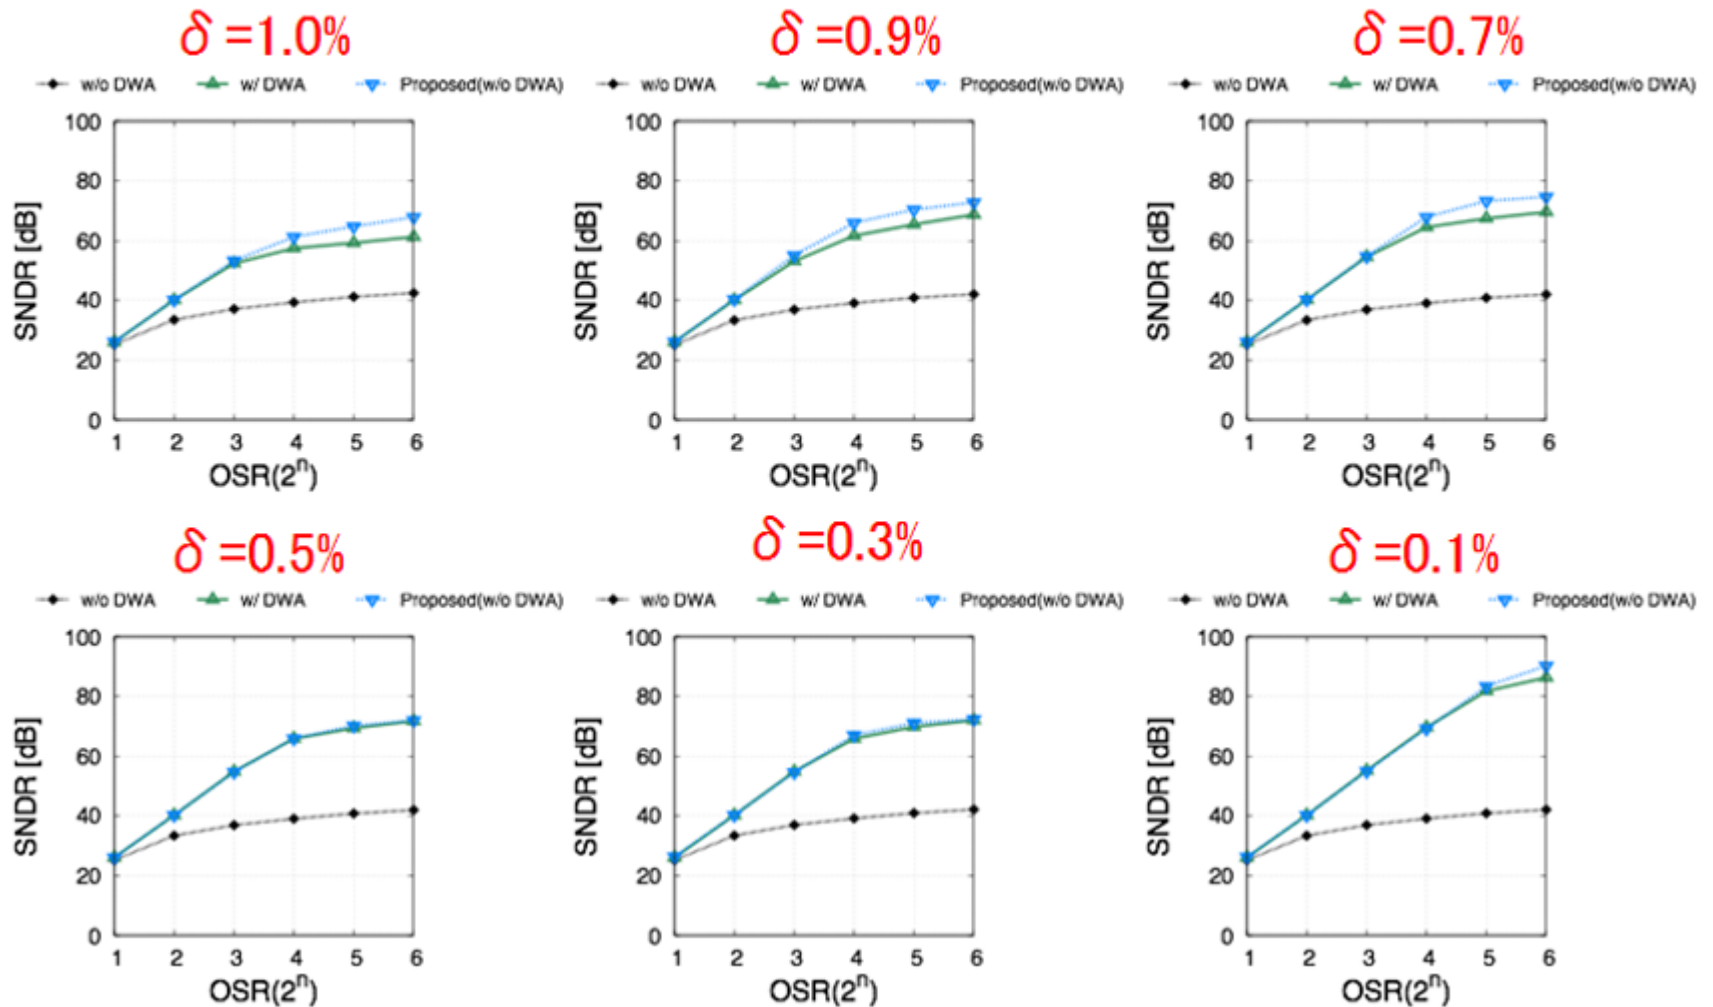 δ=1.0%
w/o DWA w/ DWA Proposed(w/o DWA)
100
80
60
40
20
0
SNDR [dB]
1 2 3 4 5 6
OSR(2^n)
δ=0.9%
w/o DWA w/ DWA Proposed(w/o DWA)
100
80
60
40
20
0
SNDR [dB]
1 2 3 4 5 6
OSR(2^n)
δ=0.7%
w/o DWA w/ DWA Proposed(w/o DWA)
100
80
60
40
20
0
SNDR [dB]
1 2 3 4 5 6
OSR(2^n)
δ=0.5%
w/o DWA w/ DWA Proposed(w/o DWA)
100
80
60
40
20
0
SNDR [dB]
1 2 3 4 5 6
OSR(2^n)
δ=0.3%
w/o DWA w/ DWA Proposed(w/o DWA)
100
80
60
40
20
0
SNDR [dB]
1 2 3 4 5 6
OSR(2^n)
δ=0.1%
w/o DWA w/ DWA Proposed(w/o DWA)
100
80
60
40
20
0
SNDR [dB]
1 2 3 4 5 6
OSR(2^n)